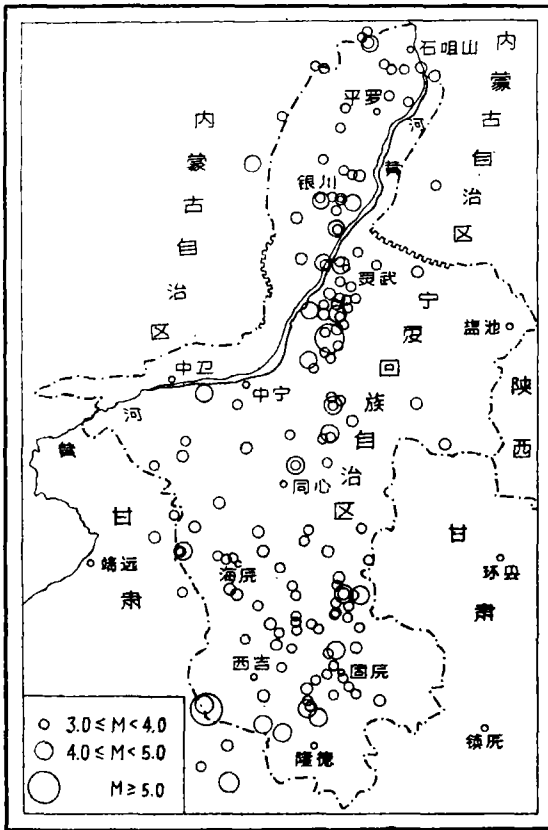 内蒙古自治区
石咀山
内蒙古自治区
平罗
黄河
银川
灵武
宁夏回族自治区
盐池
陕西
中卫
中宁
黄河
同心
甘肃
靖远
海原
甘肃
环县
西吉
固原
隆德
镇原
3.0≤M<4.0
4.0≤M<5.0
M≥5.0